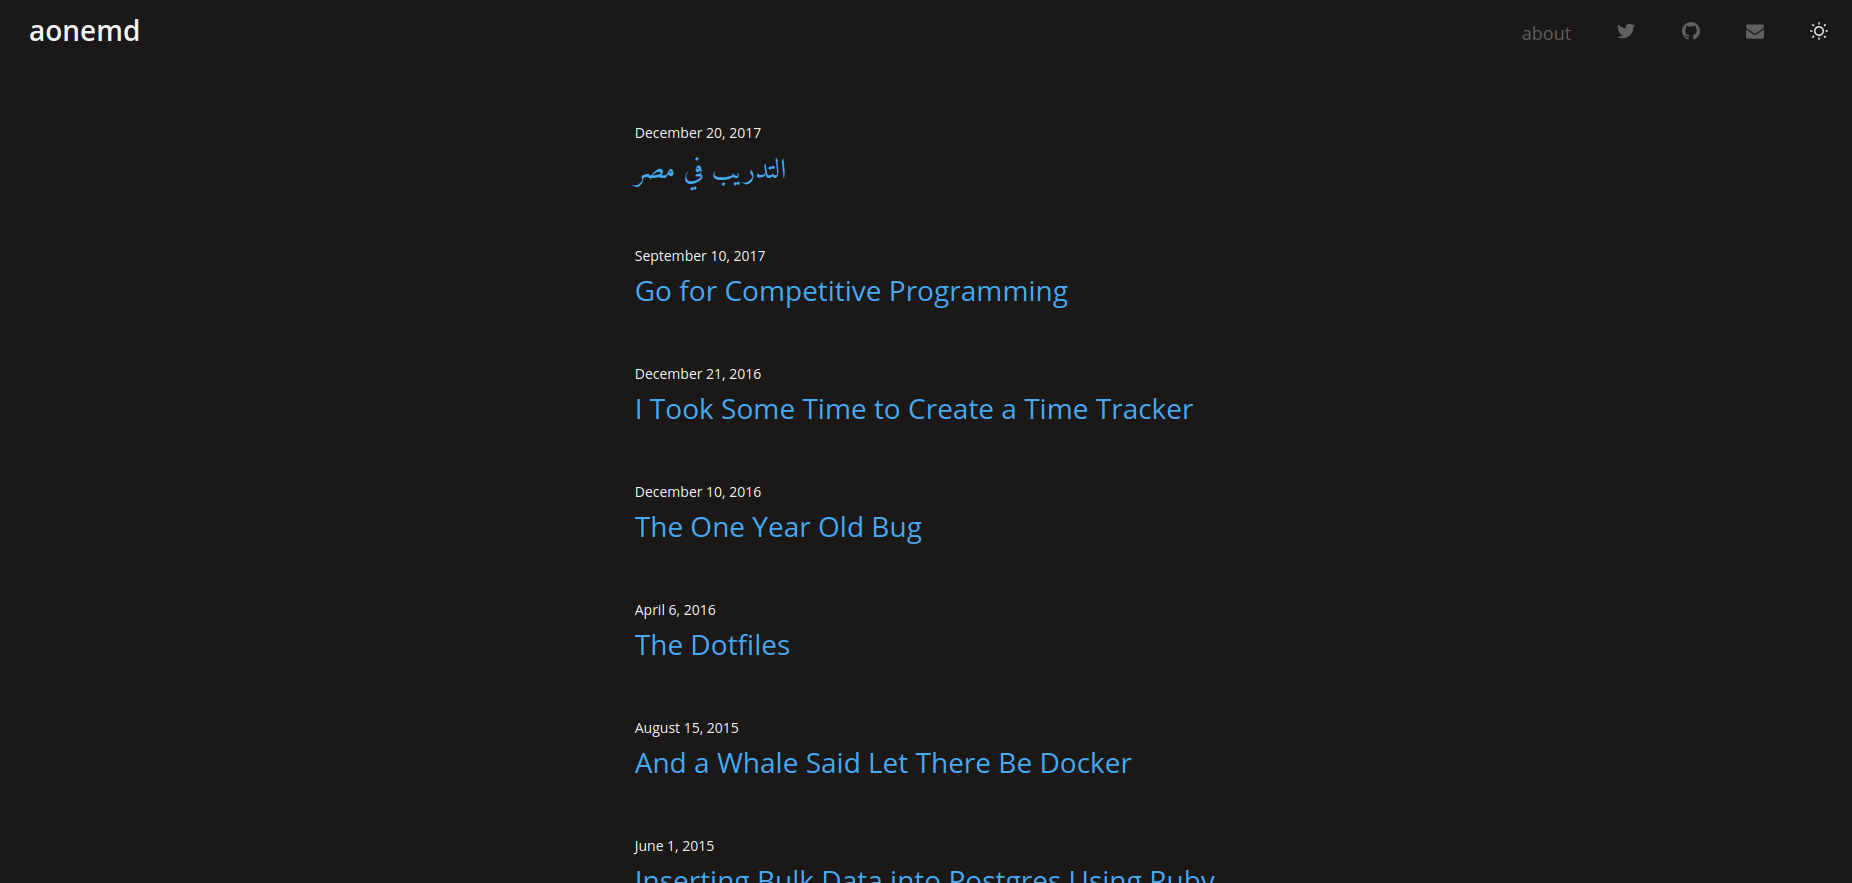 aonemd
about
December 20, 2017
التدريب في مصر
September 10, 2017
Go for Competitive Programming
December 21, 2016
I Took Some Time to Create a Time Tracker
December 10, 2016
The One Year Old Bug
April 6, 2016
The Dotfiles
August 15, 2015
And a Whale Said Let There Be Docker
June 1, 2015
Inserting Bulk Data into Postgres Using Ruby